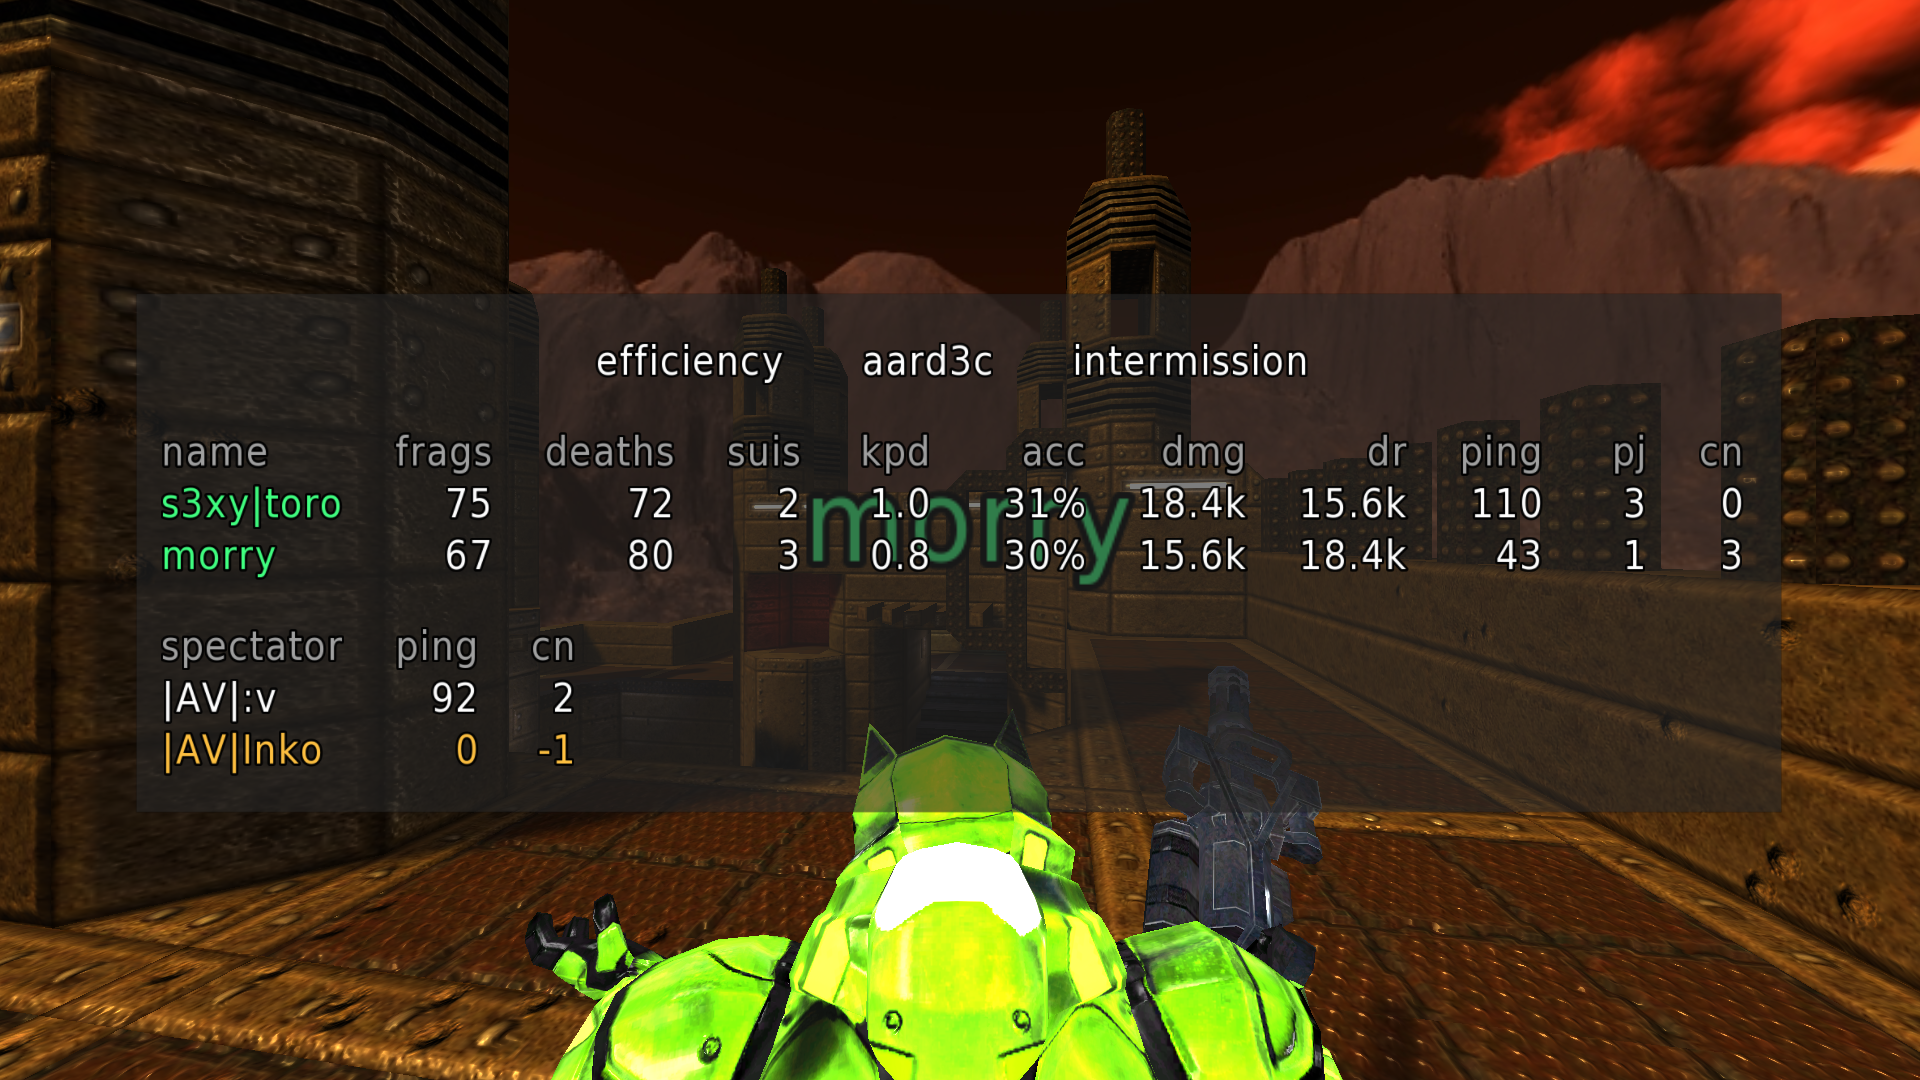 efficiency aard3c intermission
name frags deaths suis kpd acc dmg dr ping pj cn
s3xy|toro 75 72 2 1.0 31% 18.4k 15.6k 110 3 0
morry
morry 67 80 3 0.8 30% 15.6k 18.4k 43 1 3
spectator ping cn
|AV|:v 92 2
|AV|Inko 0 -1